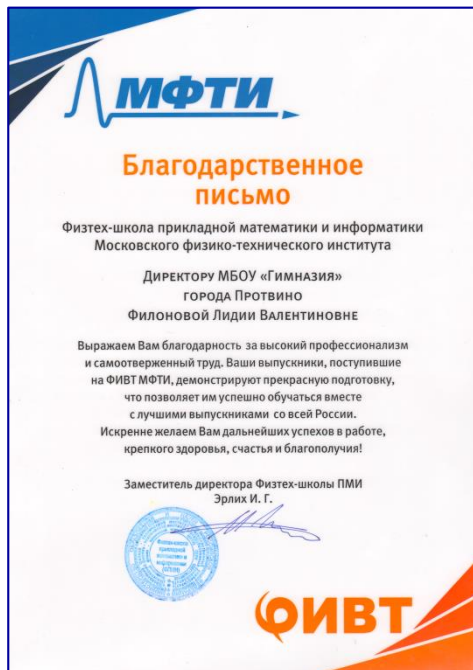 МФТИ
Благодарственное
письмо
Физтех-школа прикладной математики и информатики
Московского физико-технического института
Директору МБОУ «Гимназия»
города Протвино
Филоновой Лидии Валентиновне
Выражаем Вам благодарность за высокий профессионализм
и самоотверженный труд. Ваши выпускники, поступившие
на ФИВТ МФТИ, демонстрируют прекрасную подготовку,
что позволяет им успешно обучаться вместе
с лучшими выпускниками со всей России.
Искренне желаем Вам дальнейших успехов в работе,
крепкого здоровья, счастья и благополучия!
Заместитель директора Физтех-школы ПМИ
Эрлих И. Г.
прикладной
математики и
информатики
ФИВТ